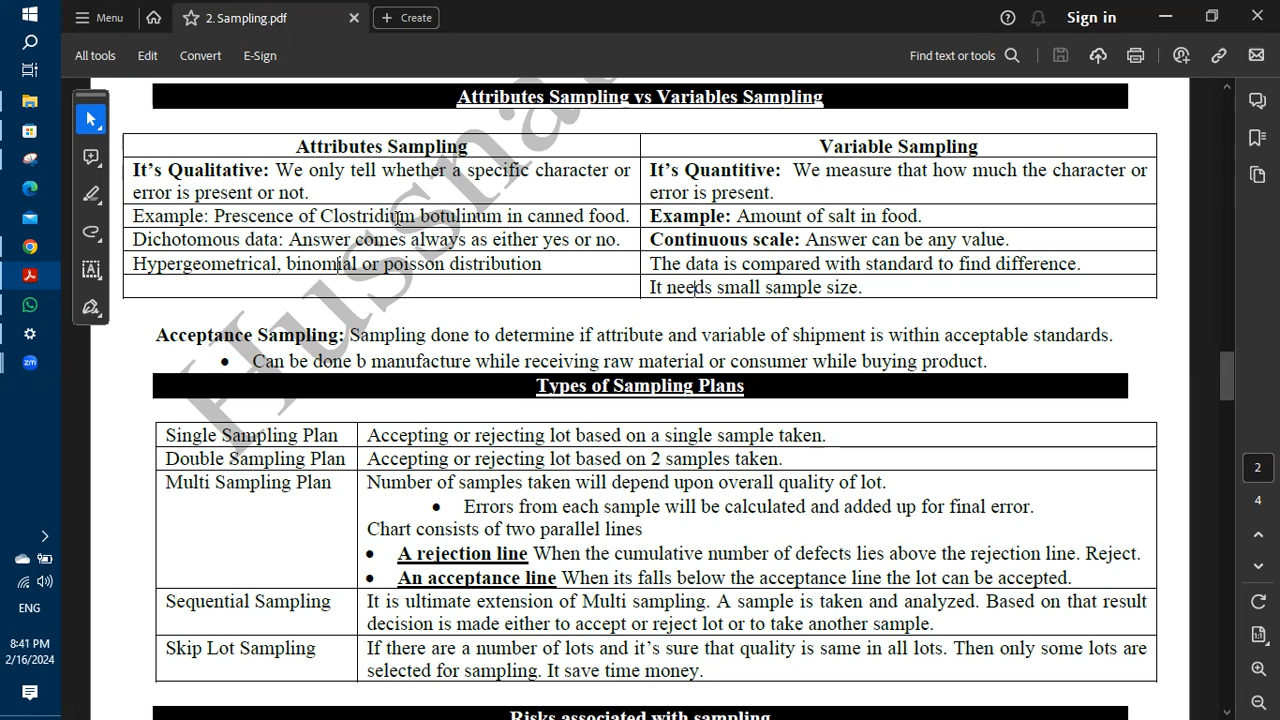 Menu
2. Sampling.pdf
Create
Sign in
All tools
Edit
Convert
E-Sign
Find text or tools
Attributes Sampling vs Variables Sampling
Attributes Sampling
Variable Sampling
It's Qualitative: We only tell whether a specific character or
error is present or not.
It's Quantitive: We measure that how much the character or
error is present.
Example: Prescence of Clostriditum botulinum in canned food.
Example: Amount of salt in food.
Dichotomous data: Answer comes always as either yes or no.
Continuous scale: Answer can be any value.
Hypergeometrical, binomial or poisson distribution
The data is compared with standard to find difference.
It needs small sample size.
Acceptance Sampling: Sampling done to determine if attribute and variable of shipment is within acceptable standards.
• Can be done b manufacture while receiving raw material or consumer while buying product.
Types of Sampling Plans
Single Sampling Plan
Accepting or rejecting lot based on a single sample taken.
Double Sampling Plan
Accepting or rejecting lot based on 2 samples taken.
Multi Sampling Plan
Number of samples taken will depend upon overall quality of lot.
• Errors from each sample will be calculated and added up for final error.
Chart consists of two parallel lines
• A rejection line When the cumulative number of defects lies above the rejection line. Reject.
• An acceptance line When its falls below the acceptance line the lot can be accepted.
Sequential Sampling
It is ultimate extension of Multi sampling. A sample is taken and analyzed. Based on that result
decision is made either to accept or reject lot or to take another sample.
Skip Lot Sampling
If there are a number of lots and it's sure that quality is same in all lots. Then only some lots are
selected for sampling. It save time money.
Risks associated with sampling
Hussna
2
4
1:1
zm
ENG
8:41 PM
2/16/2024